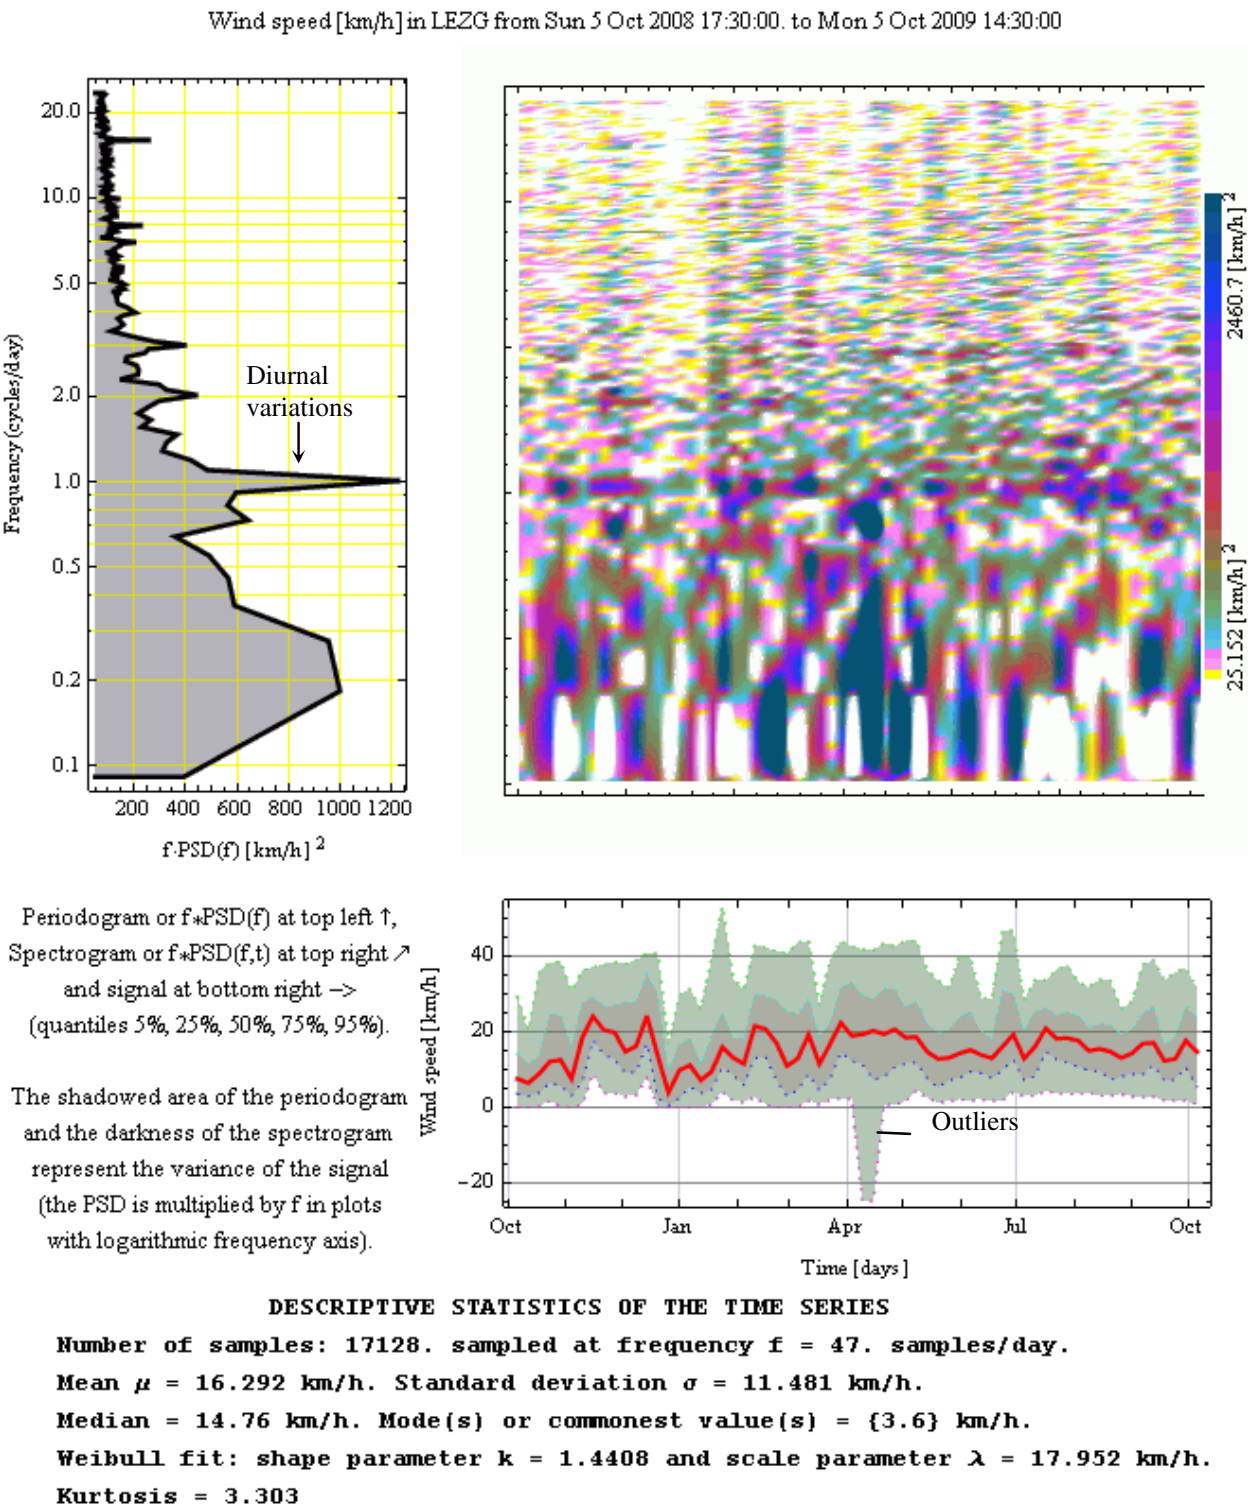 Wind speed [km/h] in LEZG from Sun 5 Oct 2008 17:30:00. to Mon 5 Oct 2009 14:30:00
20.0
10.0
5.0
2.0
1.0
0.5
0.2
0.1
Frequency (cycles/day)
Diurnal
variations
200 400 600 800 1000 1200
f·PSD(f) [km/h] 2
2460.7 [km/h] 2
25.152 [km/h] 2
Periodogram or f*PSD(f) at top left ↑,
Spectrogram or f*PSD(f,t) at top right ↗
and signal at bottom right −>
(quantiles 5%, 25%, 50%, 75%, 95%).
The shadowed area of the periodogram
and the darkness of the spectrogram
represent the variance of the signal
(the PSD is multiplied by f in plots
with logarithmic frequency axis).
Wind speed [km/h]
40
20
0
−20
Outliers
Oct Jan Apr Jul Oct
Time [days]
DESCRIPTIVE STATISTICS OF THE TIME SERIES
Number of samples: 17128. sampled at frequency f = 47. samples/day.
Mean μ = 16.292 km/h. Standard deviation σ = 11.481 km/h.
Median = 14.76 km/h. Mode(s) or commonest value(s) = {3.6} km/h.
Weibull fit: shape parameter k = 1.4408 and scale parameter λ = 17.952 km/h.
Kurtosis = 3.303